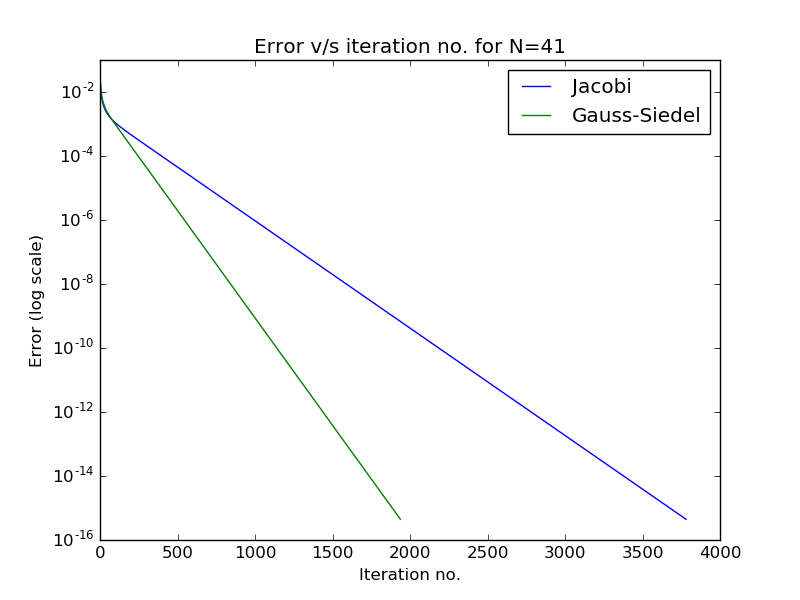 Error v/s iteration no. for N=41
Jacobi
Gauss-Siedel
Error (log scale)
10^-2
10^-4
10^-6
10^-8
10^-10
10^-12
10^-14
10^-16
0 500 1000 1500 2000 2500 3000 3500 4000
Iteration no.